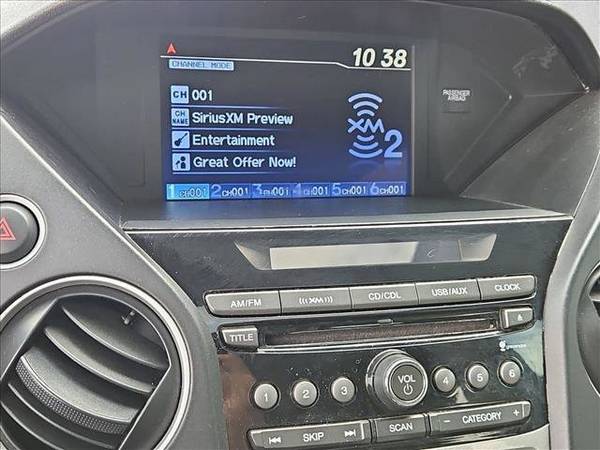 10 38
CHANNEL MODE
CH 001
CH NAME SiriusXM Preview
Entertainment
Great Offer Now!
XM 2
1 CH001 2 CH001 3 CH001 4 CH001 5 CH001 6 CH001
PASSENGER AIRBAG
AM/FM XM CD/CDL USB/AUX CLOCK
TITLE
VOL
1 2 3 4 5 6
SKIP SCAN - CATEGORY +